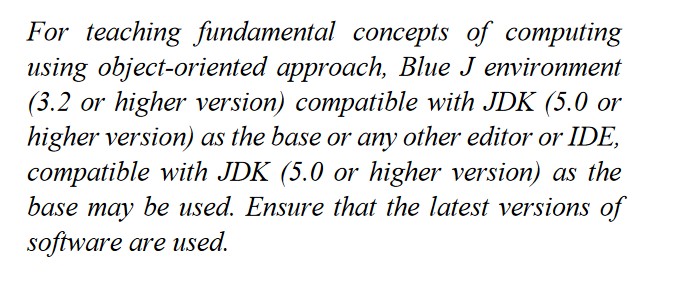 For teaching fundamental concepts of computing
using object-oriented approach, Blue J environment
(3.2 or higher version) compatible with JDK (5.0 or
higher version) as the base or any other editor or IDE,
compatible with JDK (5.0 or higher version) as the
base may be used. Ensure that the latest versions of
software are used.